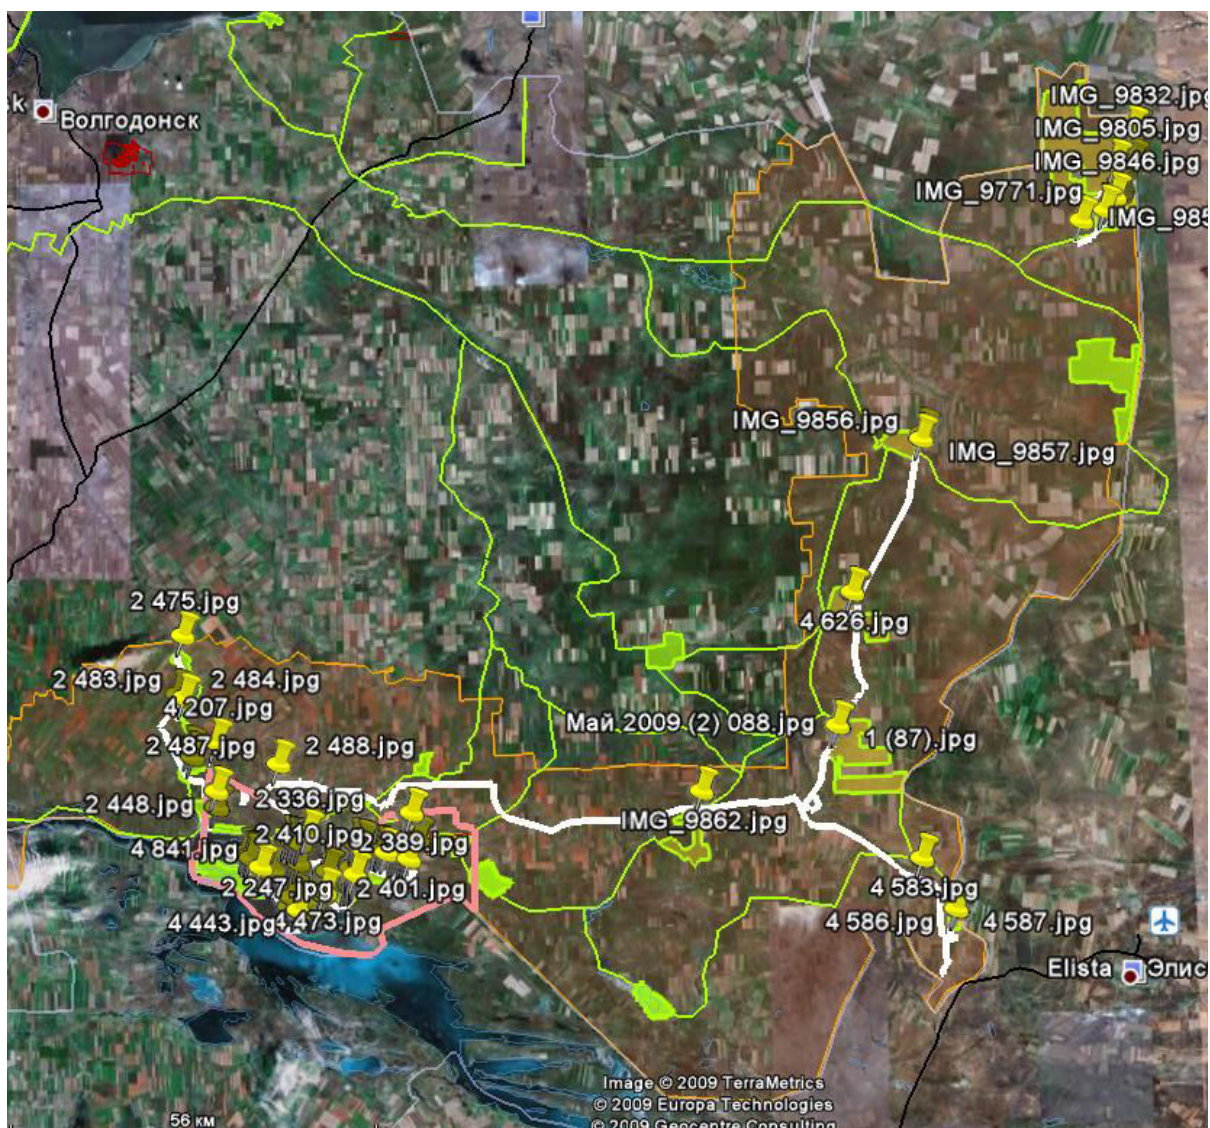 Волгодонск
IMG_9832.jpg
IMG_9805.jpg
IMG_9846.jpg
IMG_9771.jpg
IMG_985
IMG_9856.jpg
IMG_9857.jpg
2 475.jpg
4 626.jpg
2 483.jpg
2 484.jpg
4 207.jpg
Май 2009 (2) 088.jpg
1 (87).jpg
2 487.jpg
2 488.jpg
2 448.jpg
2 336.jpg
IMG_9862.jpg
2 410.jpg
2 389.jpg
4 841.jpg
2 247.jpg
2 401.jpg
4 583.jpg
4 443.jpg
4 473.jpg
4 586.jpg
4 587.jpg
Elista
Элис
Image © 2009 TerraMetrics
© 2009 Europa Technologies
© 2009 Geocentre Consulting
56 км